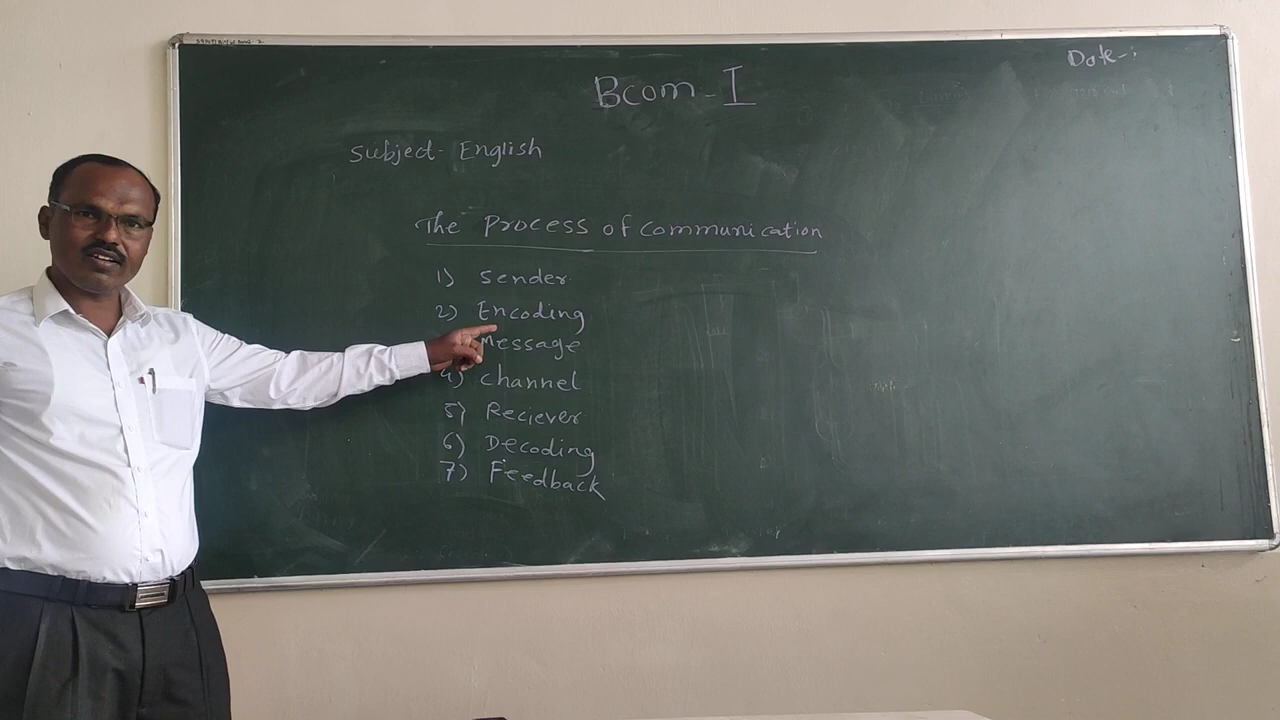 Date-:
Bcom-I
Subject- English
The Process of communication
1) Sender
2) Encoding
Message
4) channel
5) Reciever
6) Decoding
7) Feedback